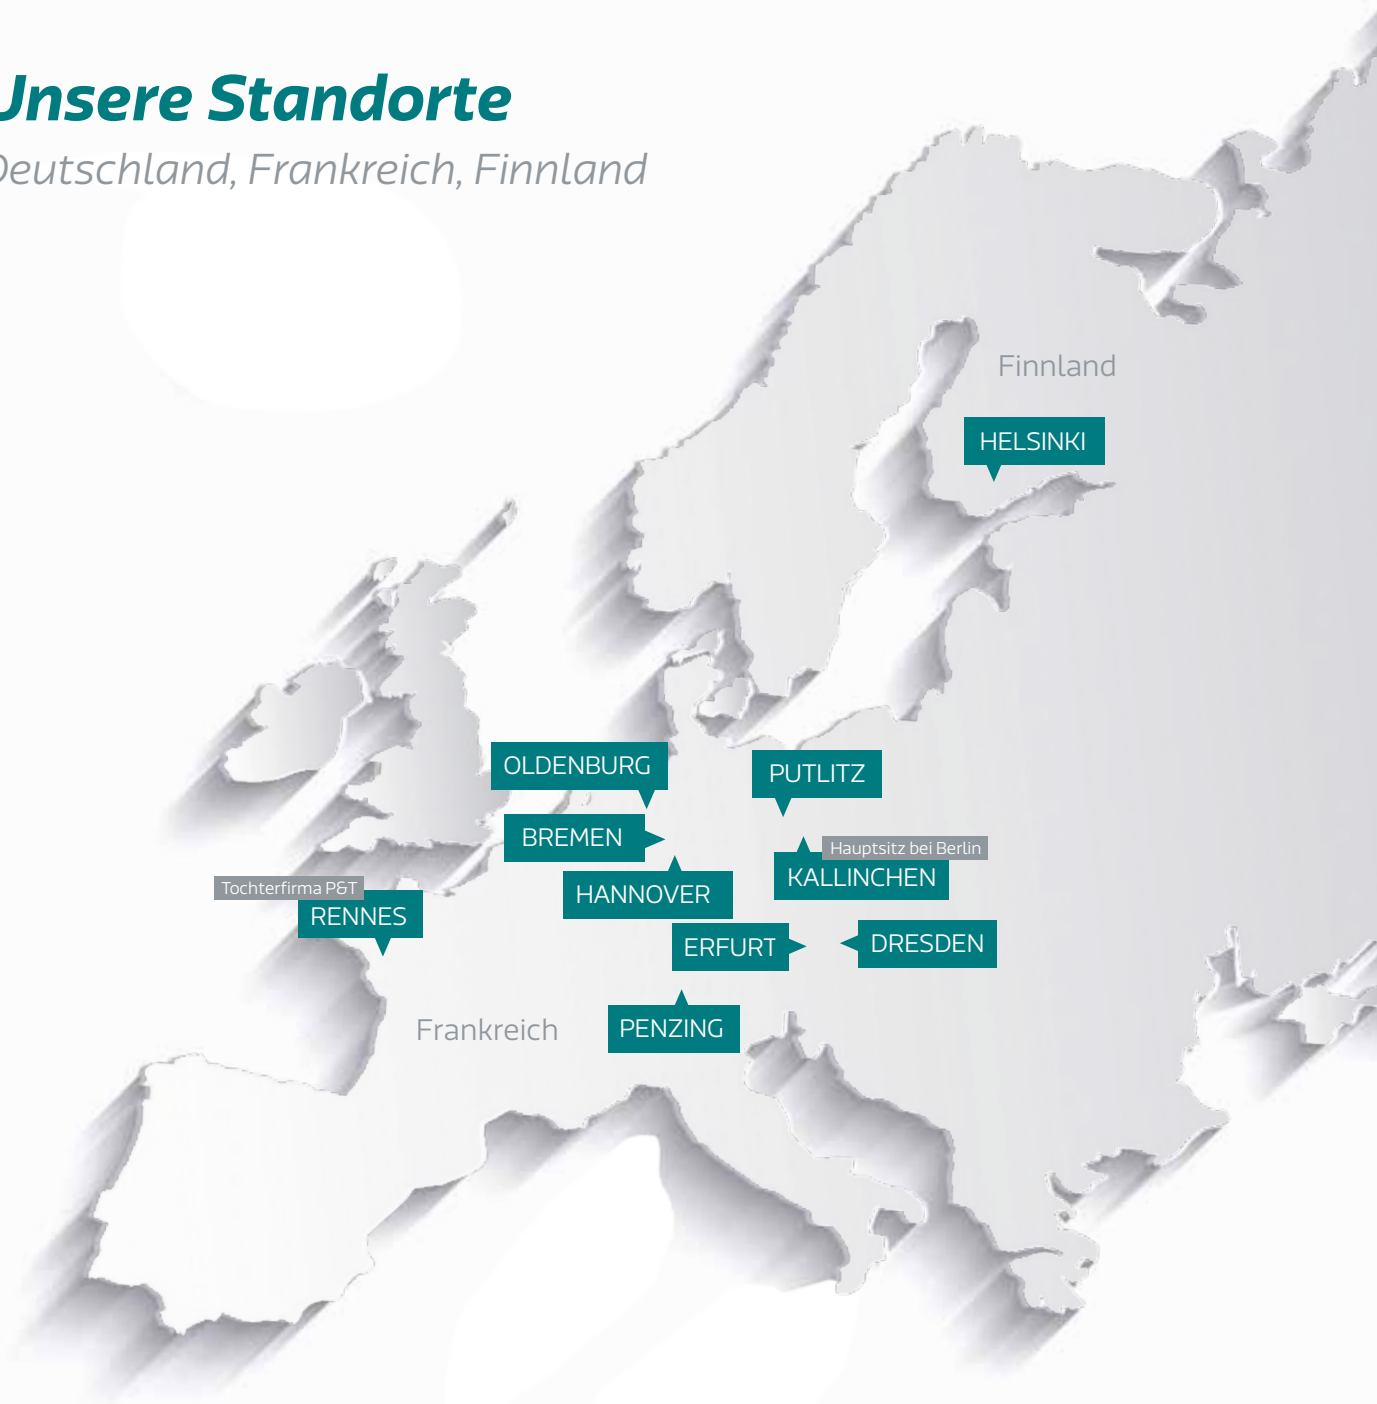 Unsere Standorte
Deutschland, Frankreich, Finnland
Finnland
HELSINKI
OLDENBURG
PUTLITZ
BREMEN
Hauptsitz bei Berlin
KALLINCHEN
HANNOVER
Tochterfirma P&T
RENNES
ERFURT
DRESDEN
Frankreich
PENZING